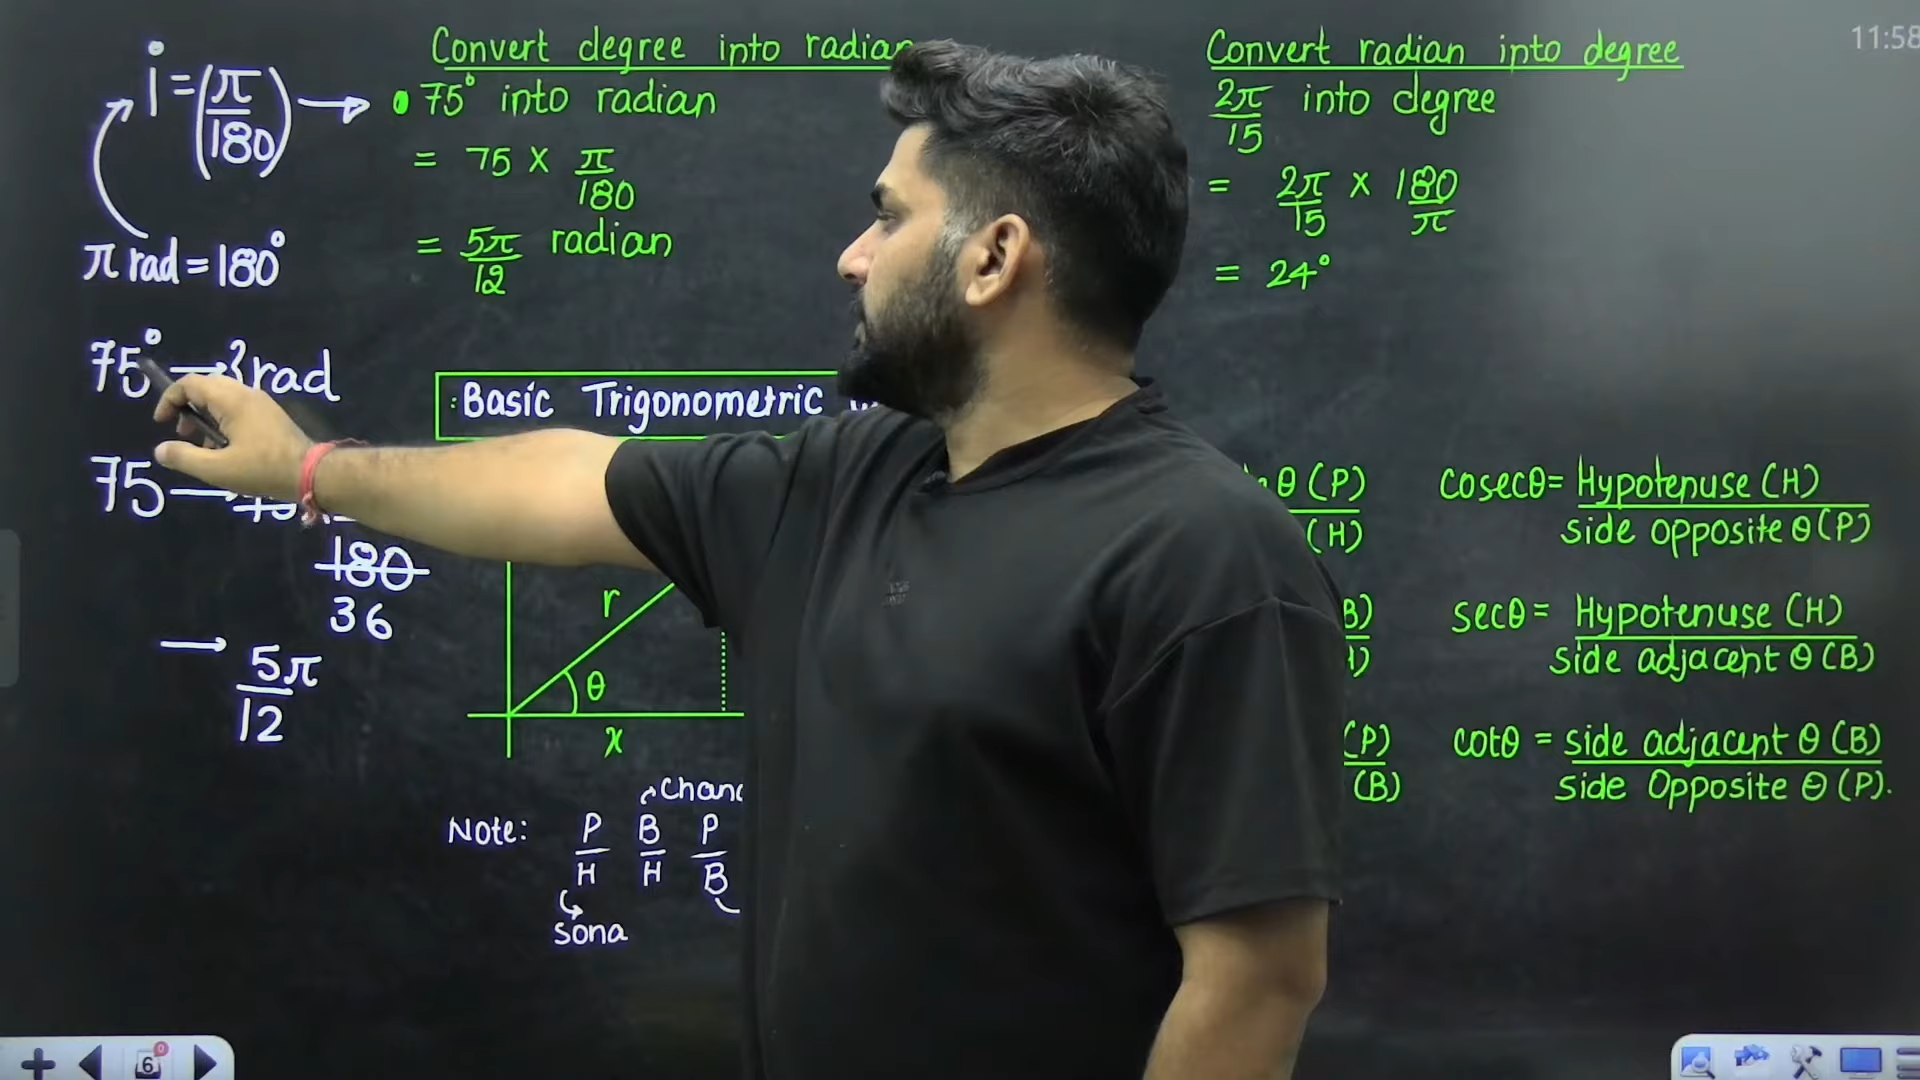 11:58
1° = (π/180) →
π rad = 180°
75° → ? rad
75 →
180
36
→ 5π/12
Convert degree into radian
• 75° into radian
= 75 × π/180
= 5π/12 radian
Convert radian into degree
2π/15 into degree
= 2π/15 × 180/π
= 24°
: Basic Trigonometric
r
θ
x
θ (P)
(H)
cosecθ = Hypotenuse (H)
side opposite θ (P)
B)
secθ = Hypotenuse (H)
side adjacent θ (B)
(P)
(B)
cotθ = side adjacent θ (B)
side Opposite θ (P).
Note: P/H B/H P/B
Sona
6
0